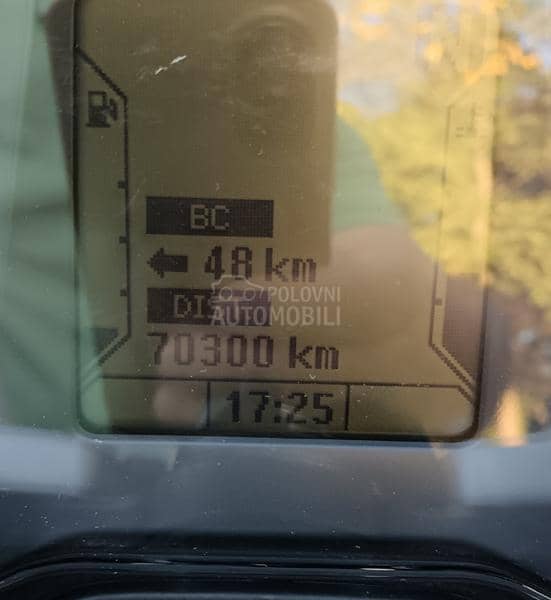 BC
48 km
POLOVNI
AUTOMOBILI
70300 km
17:25